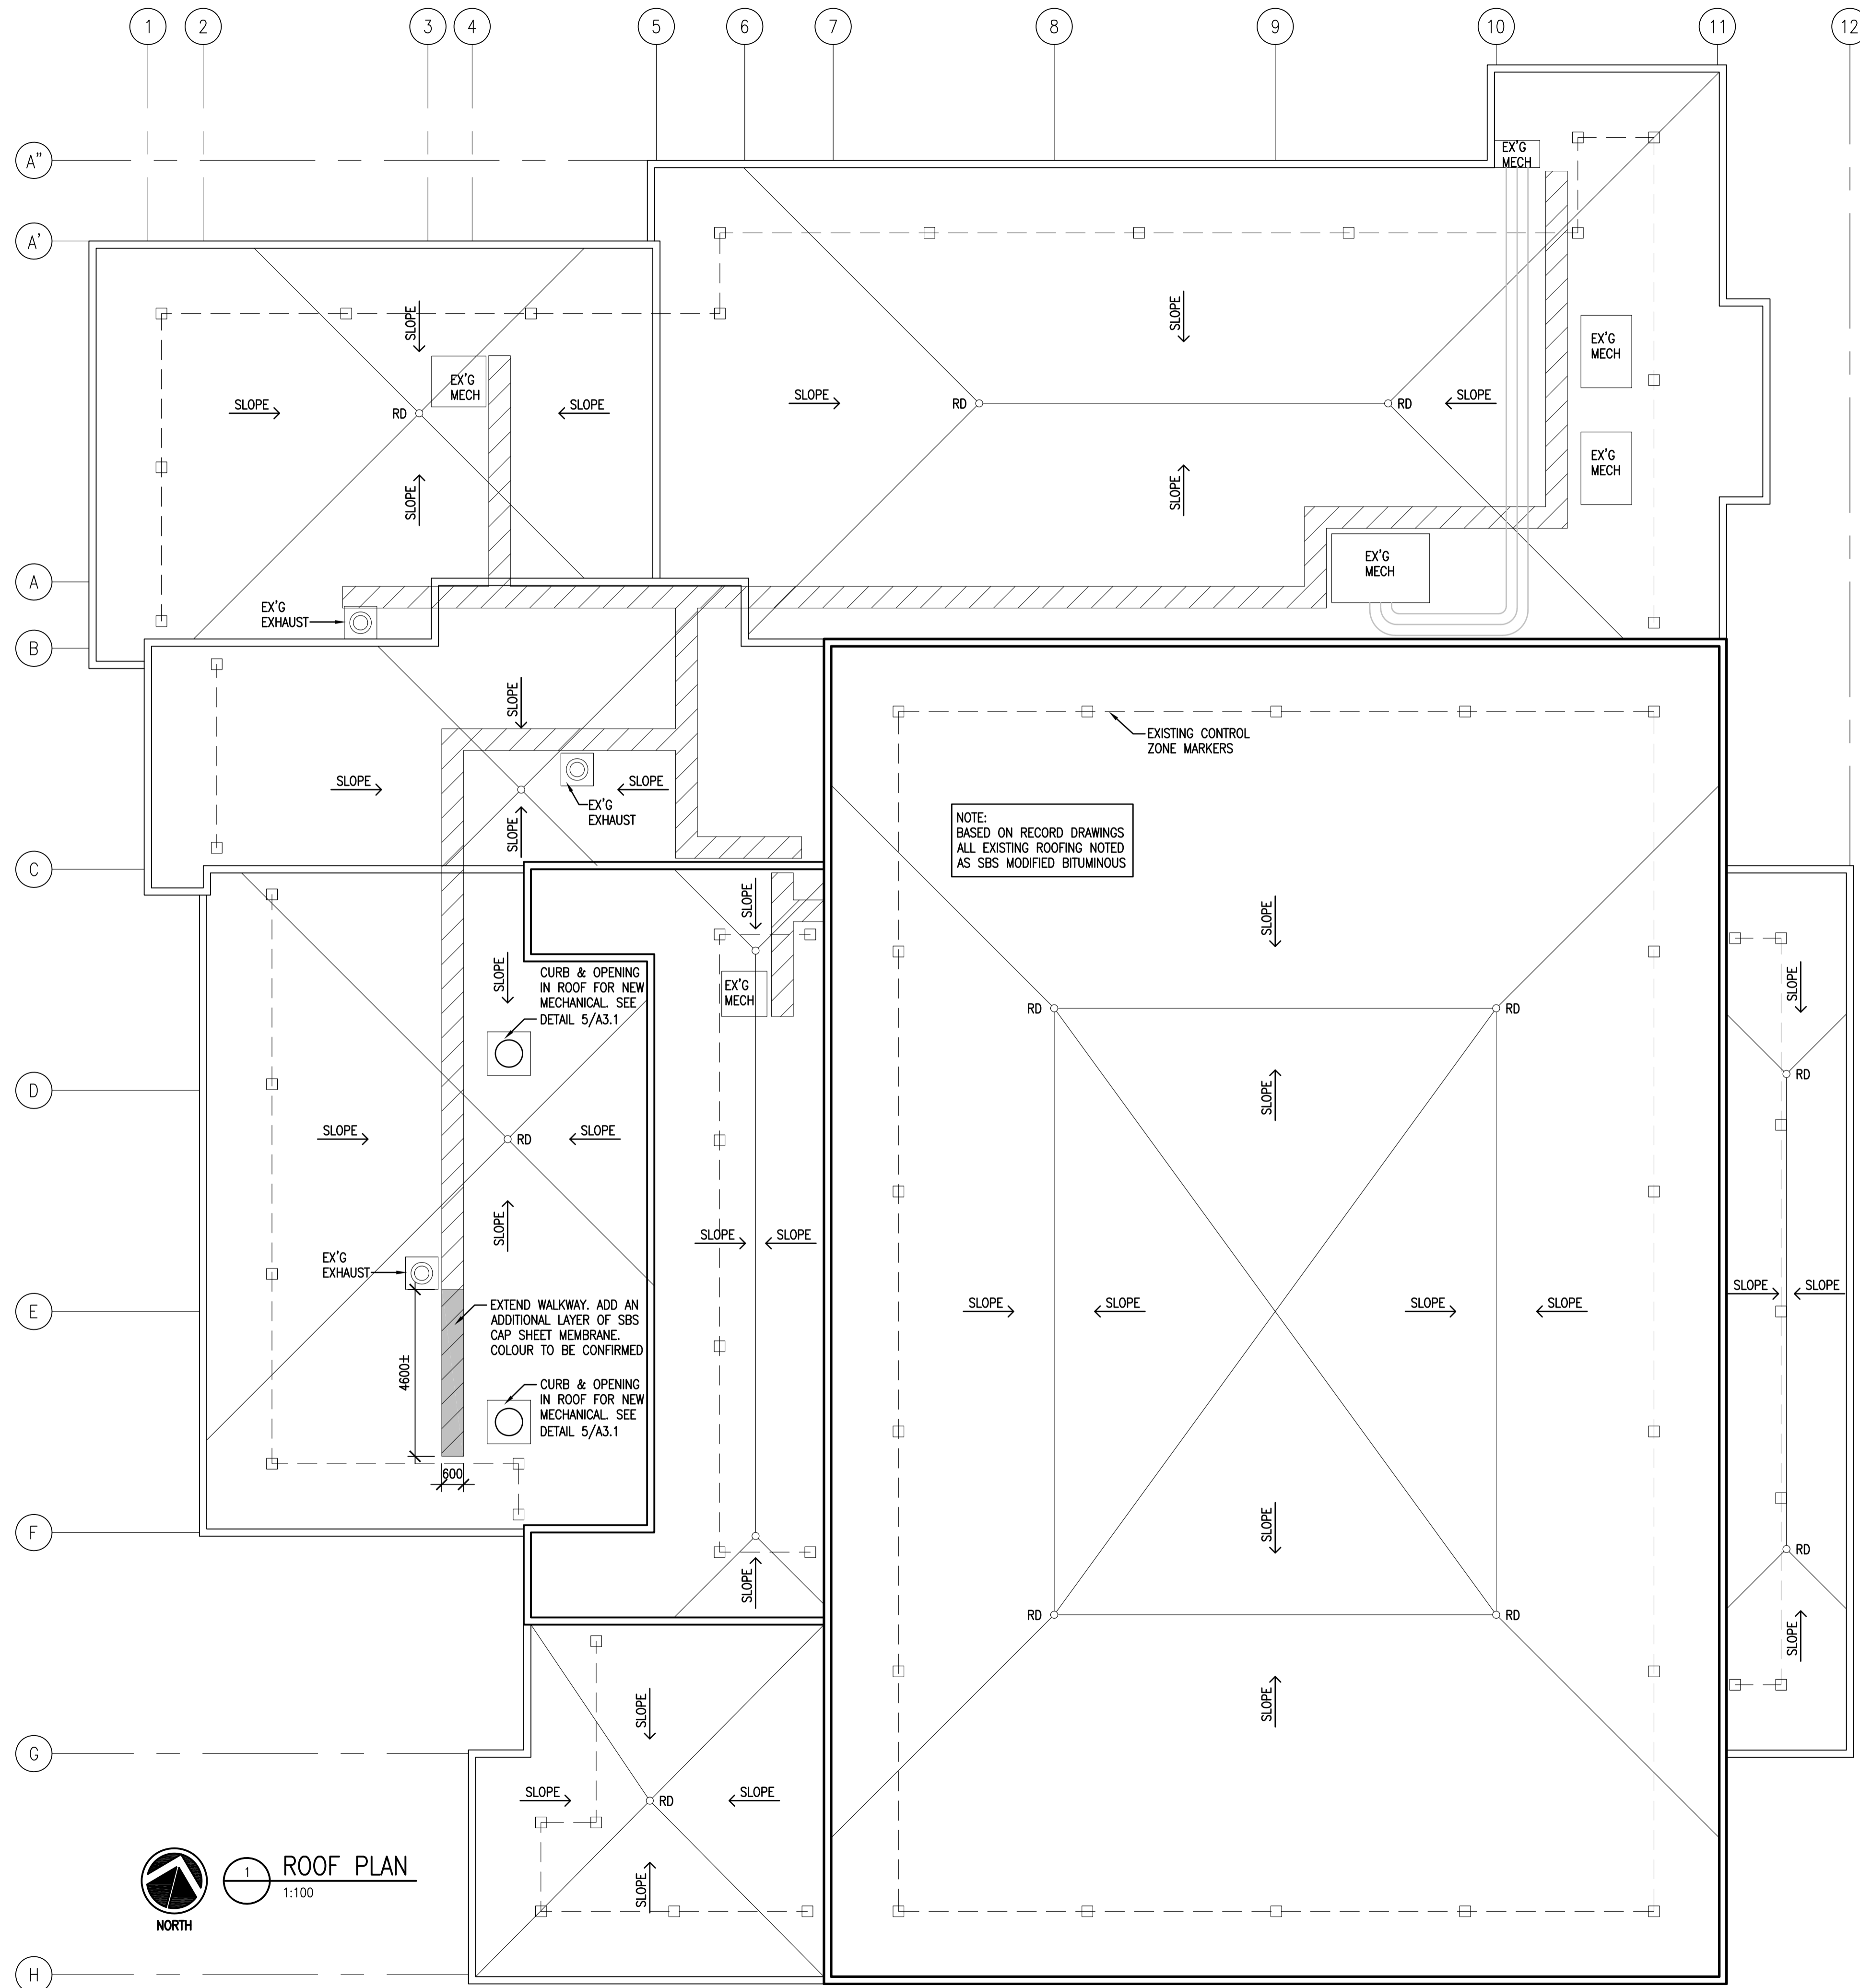 1
2
3
4
5
6
7
8
9
10
11
12
A"
A'
A
B
C
D
E
F
G
H
EX'G
MECH
SLOPE
SLOPE
EX'G
MECH
EX'G
MECH
SLOPE
RD
SLOPE
SLOPE
RD
RD
SLOPE
SLOPE
SLOPE
EX'G
MECH
EX'G
MECH
EX'G
EXHAUST
SLOPE
SLOPE
SLOPE
SLOPE
EX'G
EXHAUST
EXISTING CONTROL
ZONE MARKERS
NOTE:
BASED ON RECORD DRAWINGS
ALL EXISTING ROOFING NOTED
AS SBS MODIFIED BITUMINOUS
SLOPE
SLOPE
SLOPE
CURB & OPENING
IN ROOF FOR NEW
MECHANICAL. SEE
DETAIL 5/A3.1
EX'G
MECH
SLOPE
RD
RD
RD
SLOPE
SLOPE
RD
SLOPE
SLOPE
SLOPE
SLOPE
EX'G
EXHAUST
SLOPE
SLOPE
SLOPE
SLOPE
SLOPE
SLOPE
EXTEND WALKWAY. ADD AN
ADDITIONAL LAYER OF SBS
CAP SHEET MEMBRANE.
COLOUR TO BE CONFIRMED
4600±
CURB & OPENING
IN ROOF FOR NEW
MECHANICAL. SEE
DETAIL 5/A3.1
600
SLOPE
SLOPE
RD
RD
RD
SLOPE
SLOPE
SLOPE
SLOPE
RD
SLOPE
SLOPE
1
ROOF PLAN
1:100
NORTH